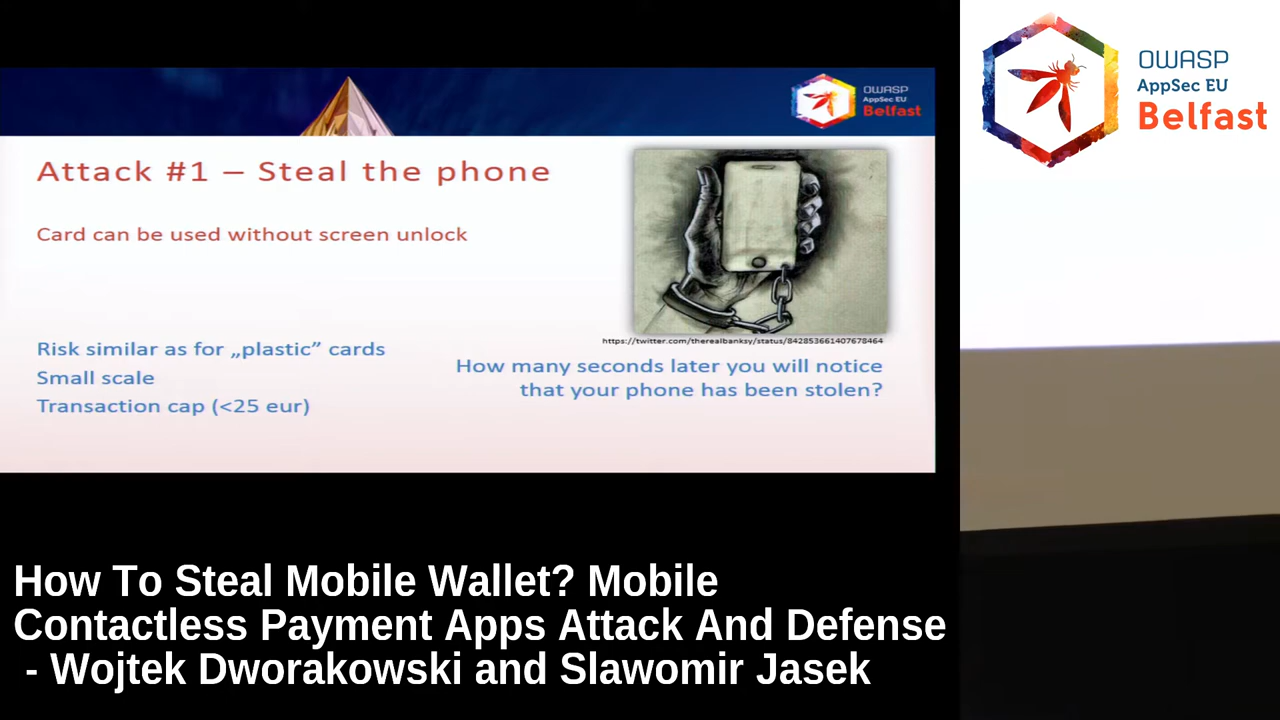 OWASP
AppSec EU
Belfast
Attack #1 – Steal the phone
Card can be used without screen unlock
https://twitter.com/therealbanksy/status/842853661407678464
Risk similar as for „plastic” cards
Small scale
Transaction cap (<25 eur)
How many seconds later you will notice
that your phone has been stolen?
OWASP
AppSec EU
Belfast
How To Steal Mobile Wallet? Mobile
Contactless Payment Apps Attack And Defense
- Wojtek Dworakowski and Slawomir Jasek